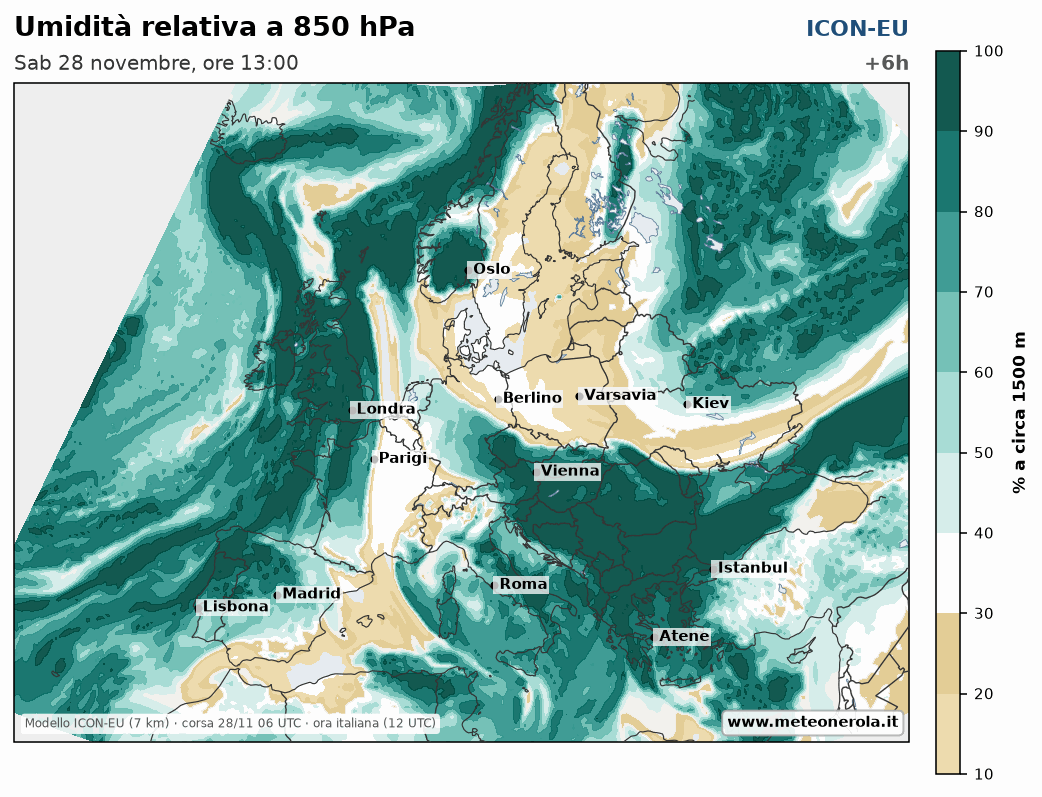 Umidità relativa a 850 hPa
ICON-EU
Sab 28 novembre, ore 13:00
+6h
100
90
80
70
60
50
40
30
20
10
% a circa 1500 m
Oslo
Berlino
Varsavia
Kiev
Londra
Parigi
Vienna
Istanbul
Roma
Madrid
Lisbona
Atene
Modello ICON-EU (7 km) · corsa 28/11 06 UTC · ora italiana (12 UTC)
www.meteonerola.it